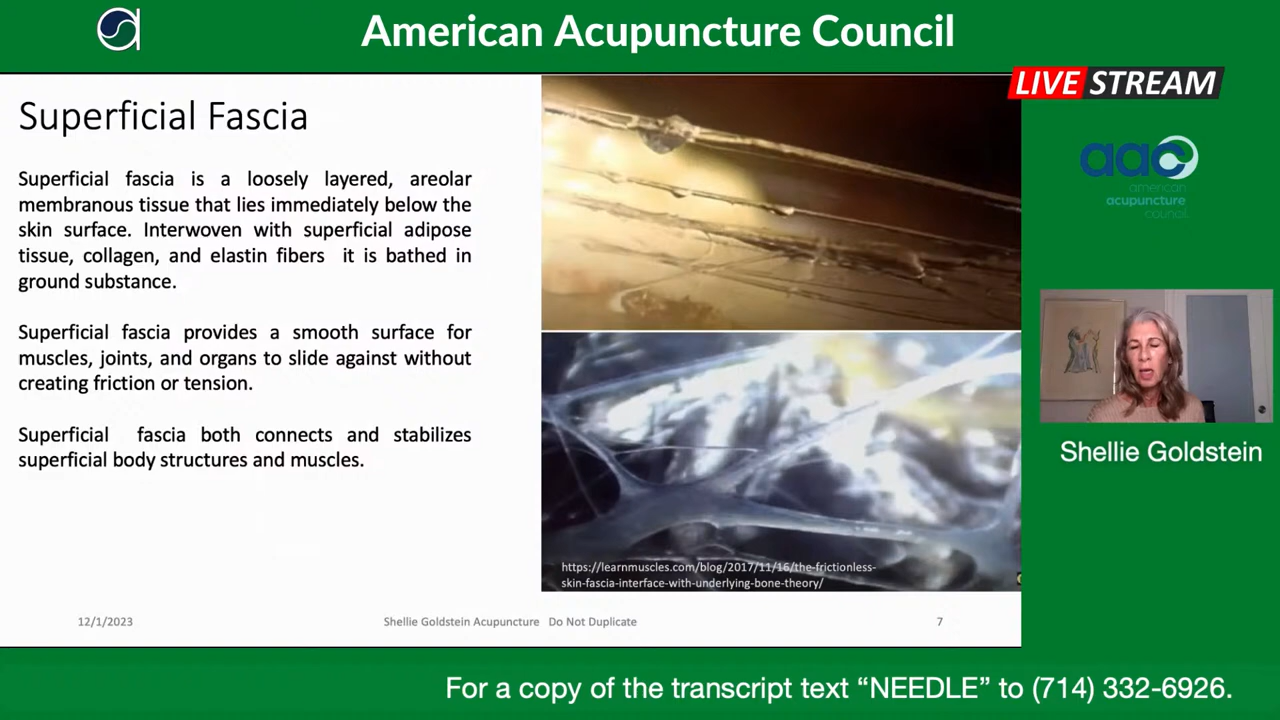 American Acupuncture Council
LIVE STREAM
Superficial Fascia
Superficial fascia is a loosely layered, areolar
membranous tissue that lies immediately below the
skin surface. Interwoven with superficial adipose
tissue, collagen, and elastin fibers it is bathed in
ground substance.
Superficial fascia provides a smooth surface for
muscles, joints, and organs to slide against without
creating friction or tension.
Superficial fascia both connects and stabilizes
superficial body structures and muscles.
https://learnmuscles.com/blog/2017/11/16/the-frictionless-
skin-fascia-interface-with-underlying-bone-theory/
12/1/2023
Shellie Goldstein Acupuncture Do Not Duplicate
7
aac
american
acupuncture
council
Shellie Goldstein
For a copy of the transcript text “NEEDLE” to (714) 332-6926.